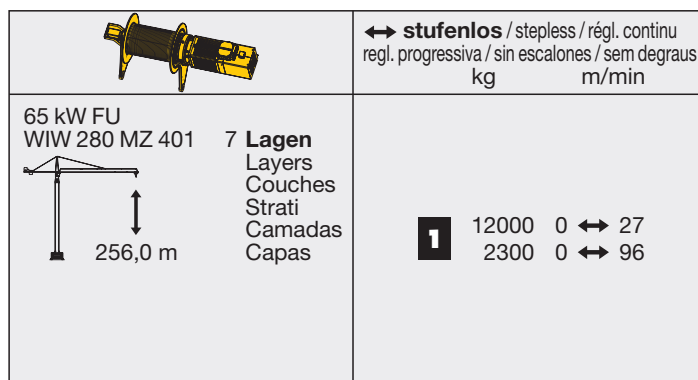 ↔ stufenlos / stepless / régl. continu
regl. progressiva / sin escalones / sem degraus
kg m/min
65 kW FU
WIW 280 MZ 401 7 Lagen
Layers
Couches
Strati
Camadas
Capas
256,0 m
1 12000 0 ↔ 27
2300 0 ↔ 96